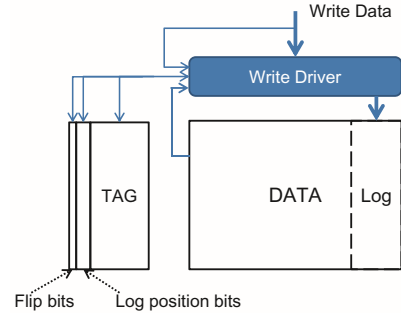 Write Data
Write Driver
TAG
DATA
Log
Flip bits
Log position bits